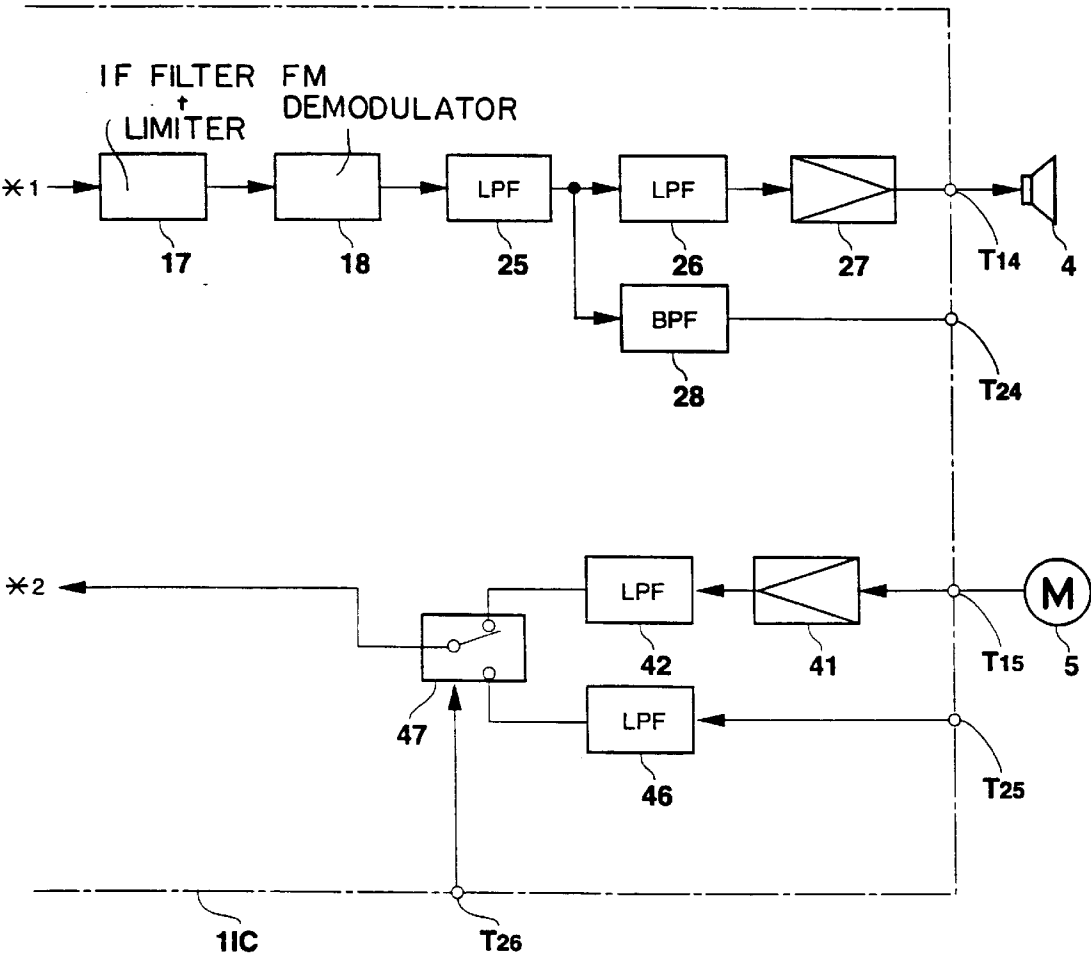 IF FILTER FM
+ DEMODULATOR
LIMITER
*1
LPF
LPF
17
18
25
26
27
T14
4
BPF
28
T24
*2
LPF
M
42
41
T15
5
47
LPF
46
T25
1IC
T26